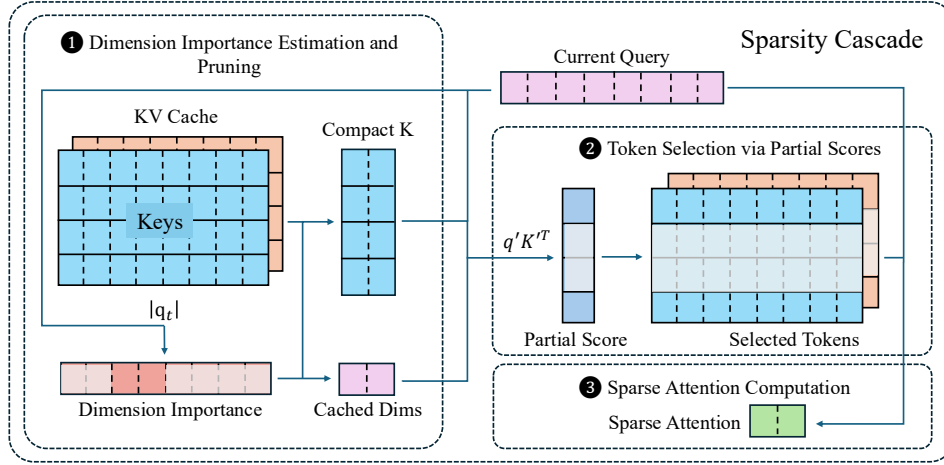 Sparsity Cascade
❶ Dimension Importance Estimation and
Pruning
Current Query
KV Cache
Compact K
Keys
|q_t|
Dimension Importance
Cached Dims
❷ Token Selection via Partial Scores
q′K′ᵀ
Partial Score
Selected Tokens
❸ Sparse Attention Computation
Sparse Attention